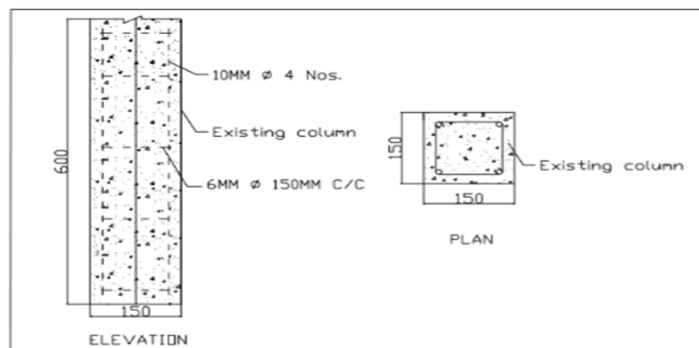 10MM Ø 4 Nos.
Existing column
6MM Ø 150MM C/C
600
150
ELEVATION
150
Existing column
150
PLAN